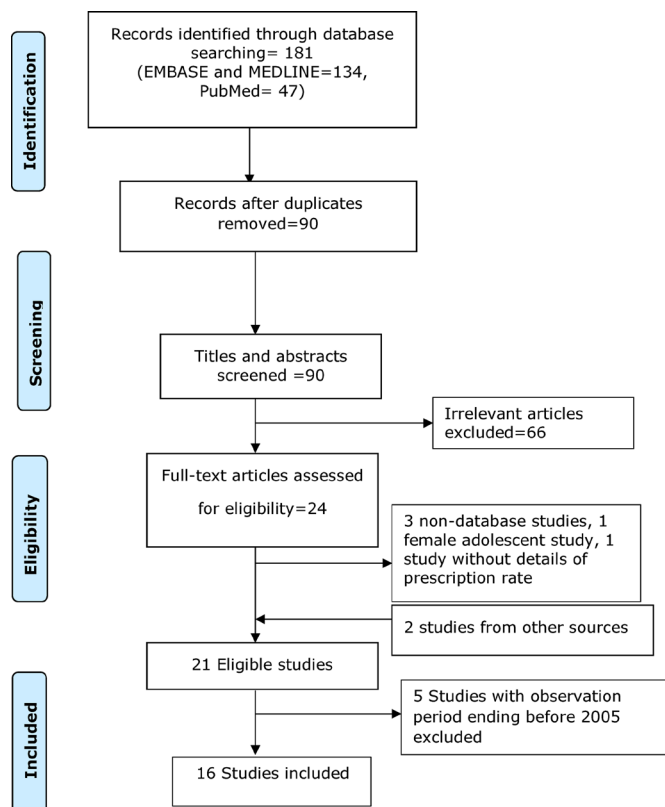 Records identified through database
searching= 181
(EMBASE and MEDLINE=134,
PubMed= 47)
Identification
Records after duplicates
removed=90
Screening
Titles and abstracts
screened =90
Irrelevant articles
excluded=66
Eligibility
Full-text articles assessed
for eligibility=24
3 non-database studies, 1
female adolescent study, 1
study without details of
prescription rate
2 studies from other sources
21 Eligible studies
Included
5 Studies with observation
period ending before 2005
excluded
16 Studies included